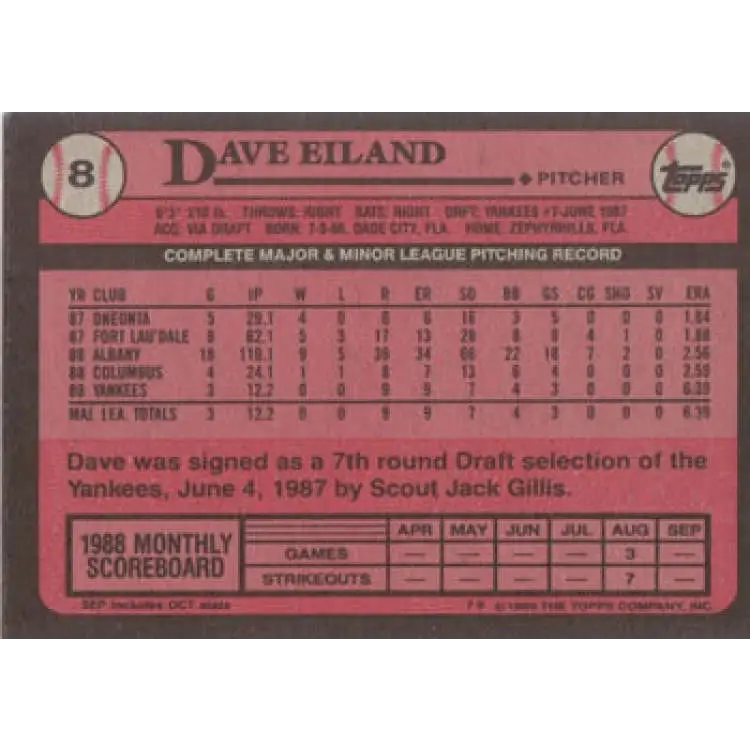 8
DAVE EILAND
PITCHER
topps®
6'3" 210 lb. THROWS: RIGHT BATS: RIGHT DRFT: YANKEES #7-JUNE 1987
ACQ: VIA DRAFT BORN: DADE CITY, FLA. HOME: ZEPHYRHILLS, FLA.
COMPLETE MAJOR & MINOR LEAGUE PITCHING RECORD
YR CLUB G IP W L R ER SO BB GS CG SHO SV ERA
87 ONEONTA 5 29.1 4 0 6 16 3 5 0 0 0 1.84
87 FORT LAU'DALE 8 62.1 5 3 17 13 28 8 8 4 1 0 1.88
88 ALBANY 18 119.1 9 5 39 34 66 22 18 7 2 0 2.56
88 COLUMBUS 4 24.1 1 1 8 7 13 6 4 0 0 0 2.59
88 YANKEES 3 12.2 0 0 9 9 7 4 3 0 0 0 6.39
MAJ. LEA. TOTALS 3 12.2 0 0 9 9 7 4 3 0 0 0 6.39
Dave was signed as a 7th round Draft selection of the
Yankees, June 4, 1987 by Scout Jack Gillis.
1988 MONTHLY
SCOREBOARD
APR MAY JUN JUL AUG SEP
GAMES — — — — 3 —
STRIKEOUTS — — — — 7 —
SEP includes OCT stats
© 1989 THE TOPPS COMPANY, INC.